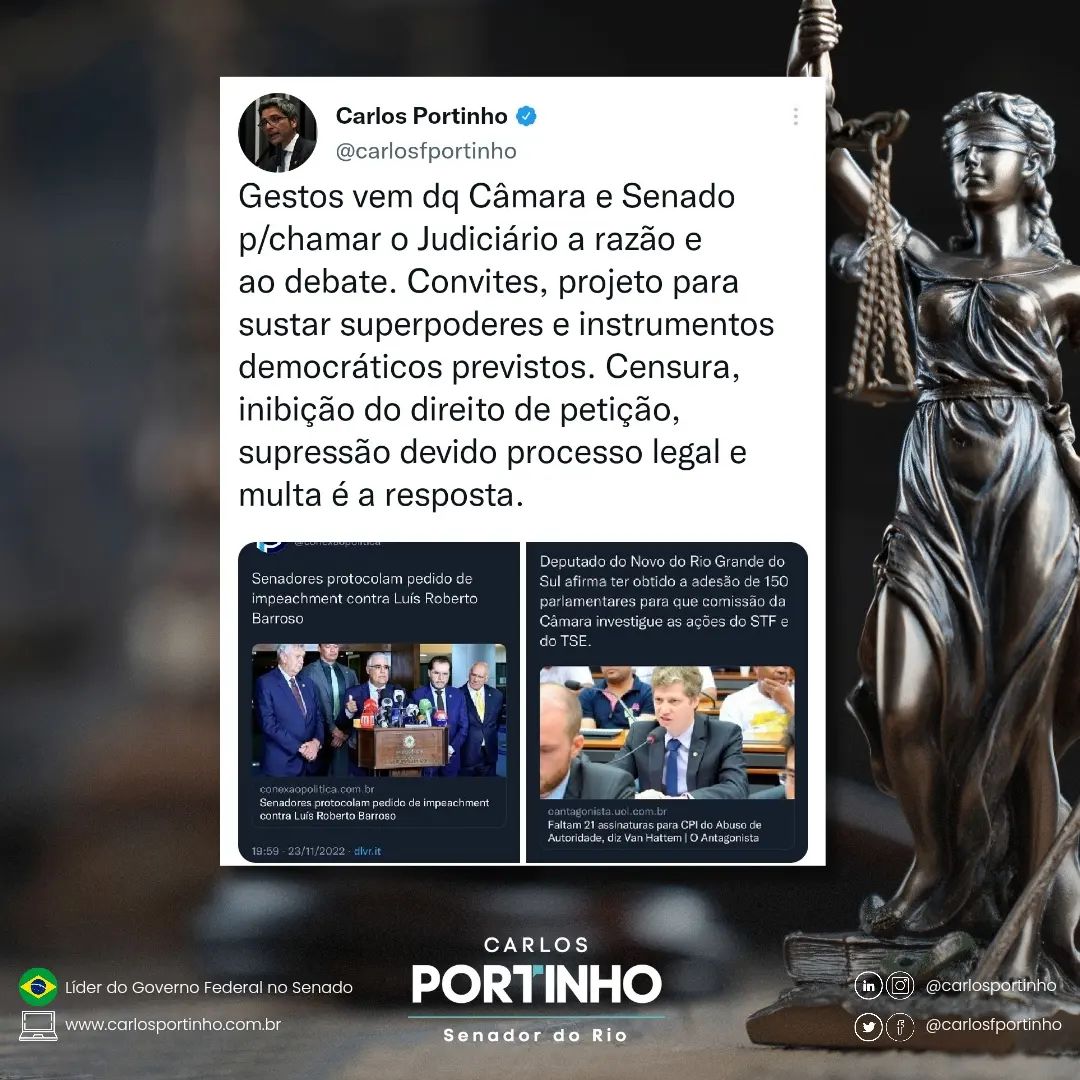 Carlos Portinho
@carlosfportinho
Gestos vem dq Câmara e Senado
p/chamar o Judiciário a razão e
ao debate. Convites, projeto para
sustar superpoderes e instrumentos
democráticos previstos. Censura,
inibição do direito de petição,
supressão devido processo legal e
multa é a resposta.
@conexaopolitica
Senadores protocolam pedido de
impeachment contra Luís Roberto
Barroso
conexaopolitica.com.br
Senadores protocolam pedido de impeachment
contra Luís Roberto Barroso
19:59 · 23/11/2022 · dlvr.it
Deputado do Novo do Rio Grande do
Sul afirma ter obtido a adesão de 150
parlamentares para que comissão da
Câmara investigue as ações do STF e
do TSE.
oantagonista.uol.com.br
Faltam 21 assinaturas para CPI do Abuso de
Autoridade, diz Van Hattem | O Antagonista
CARLOS
PORTINHO
Senador do Rio
Líder do Governo Federal no Senado
www.carlosportinho.com.br
@carlosportinho
@carlosfportinho